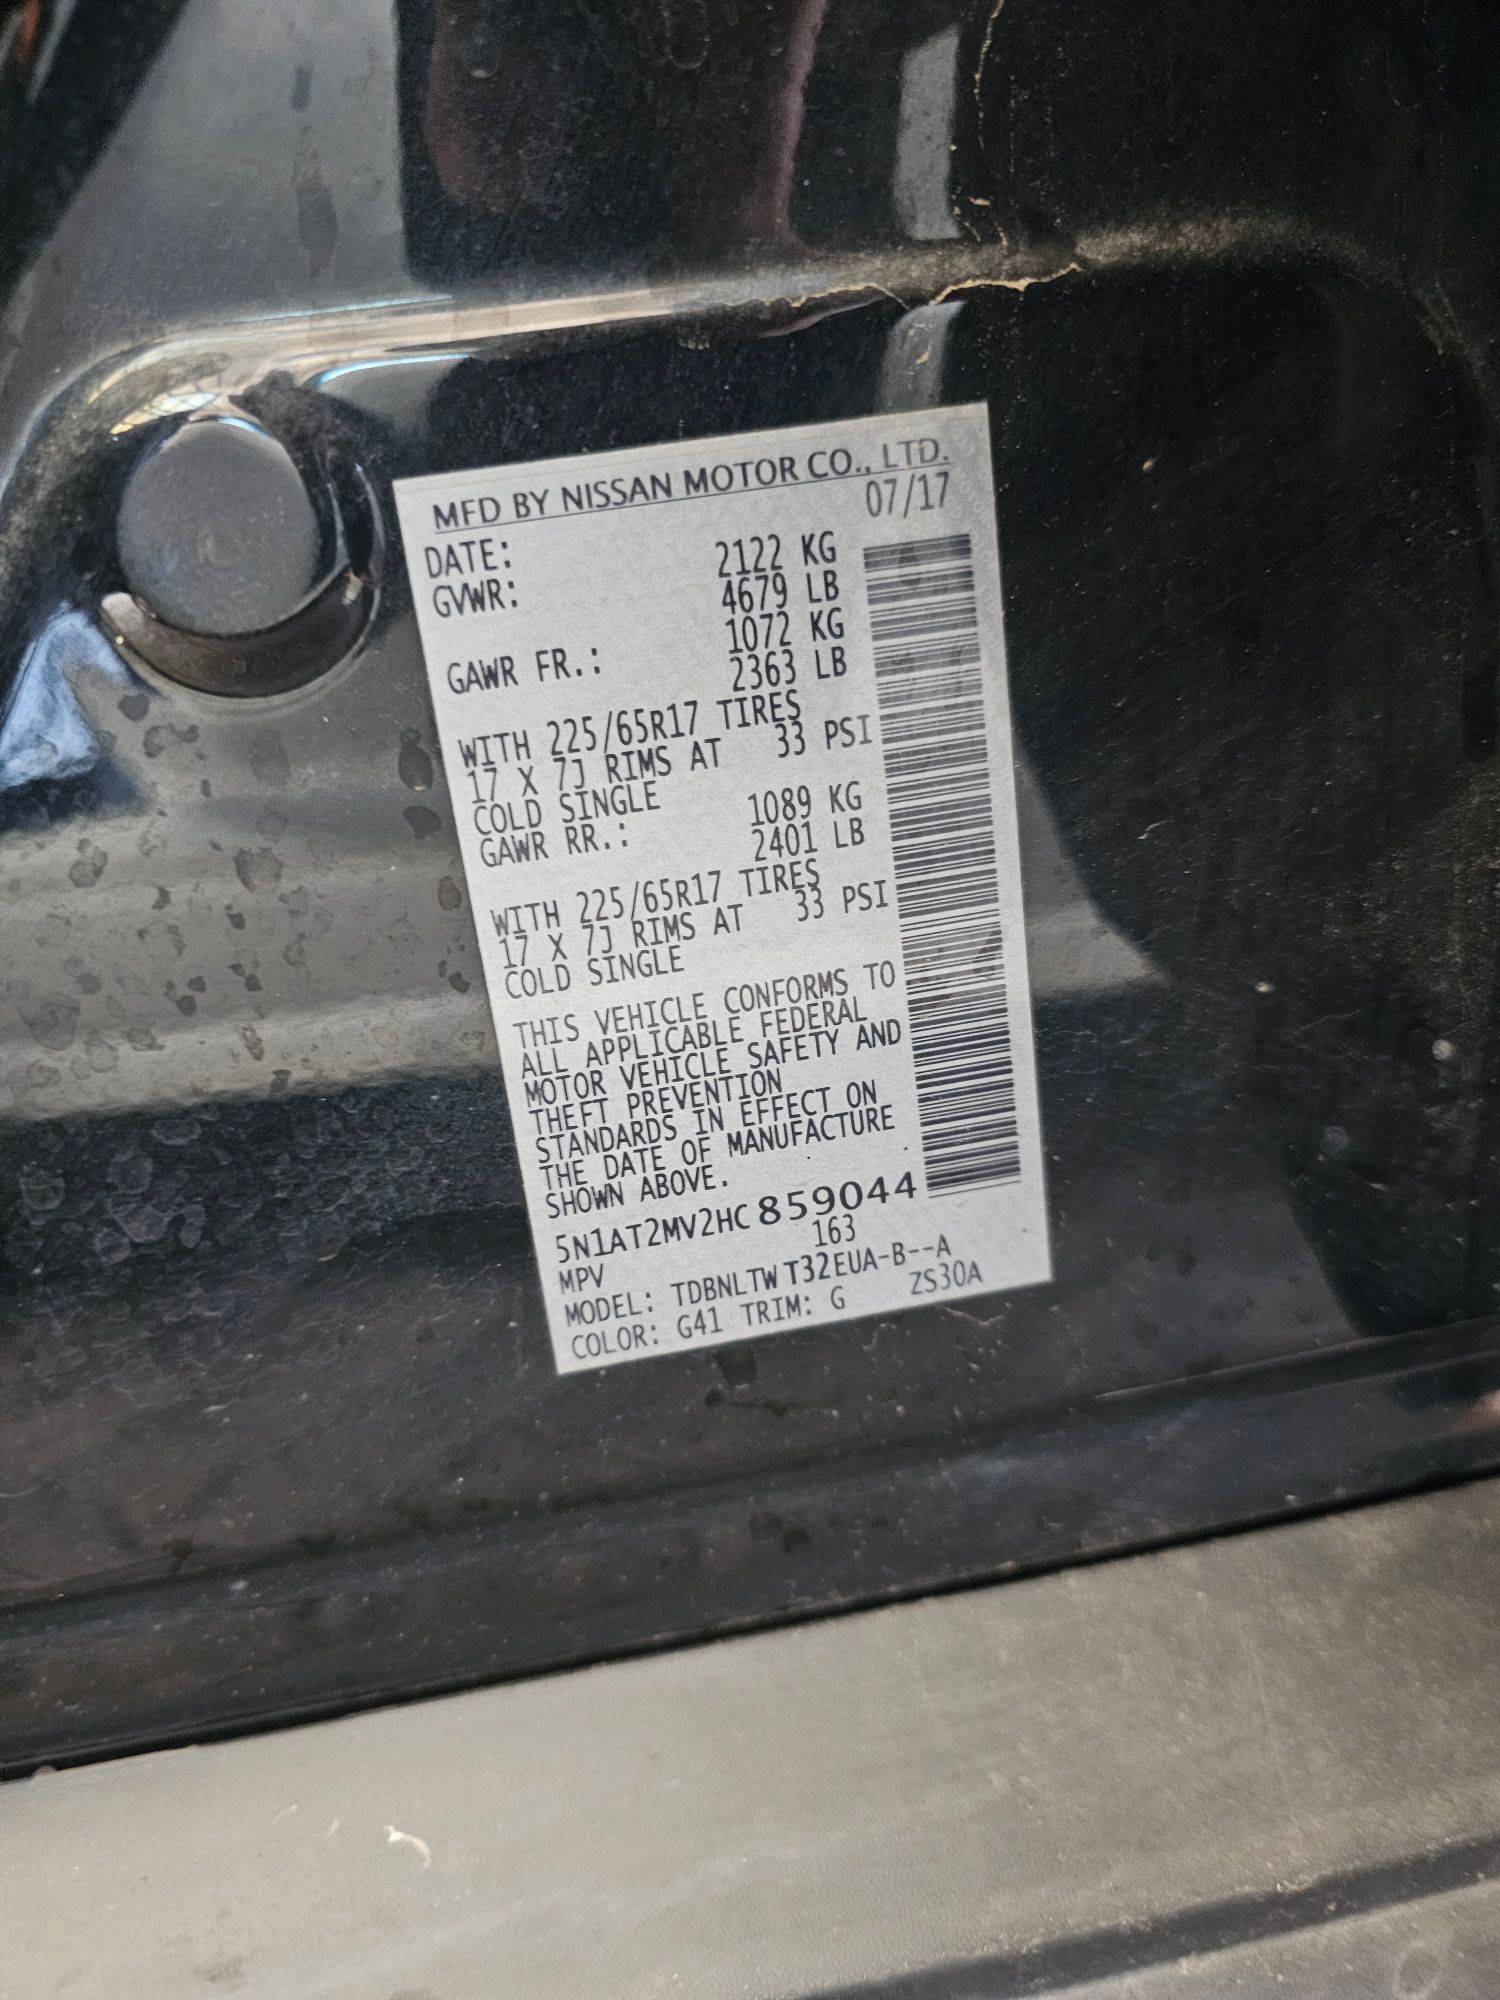 MFD BY NISSAN MOTOR CO., LTD.
DATE: 07/17
GVWR: 2122 KG
4679 LB
GAWR FR.: 1072 KG
2363 LB
WITH 225/65R17 TIRES
17 X 7J RIMS AT 33 PSI
COLD SINGLE
GAWR RR.: 1089 KG
2401 LB
WITH 225/65R17 TIRES
17 X 7J RIMS AT 33 PSI
COLD SINGLE
THIS VEHICLE CONFORMS TO
ALL APPLICABLE FEDERAL
MOTOR VEHICLE SAFETY AND
THEFT PREVENTION
STANDARDS IN EFFECT ON
THE DATE OF MANUFACTURE
SHOWN ABOVE.
5N1AT2MV2HC859044
MPV 163
MODEL: TDBNLTWT32EUA-B--A
COLOR: G41 TRIM: G ZS30A